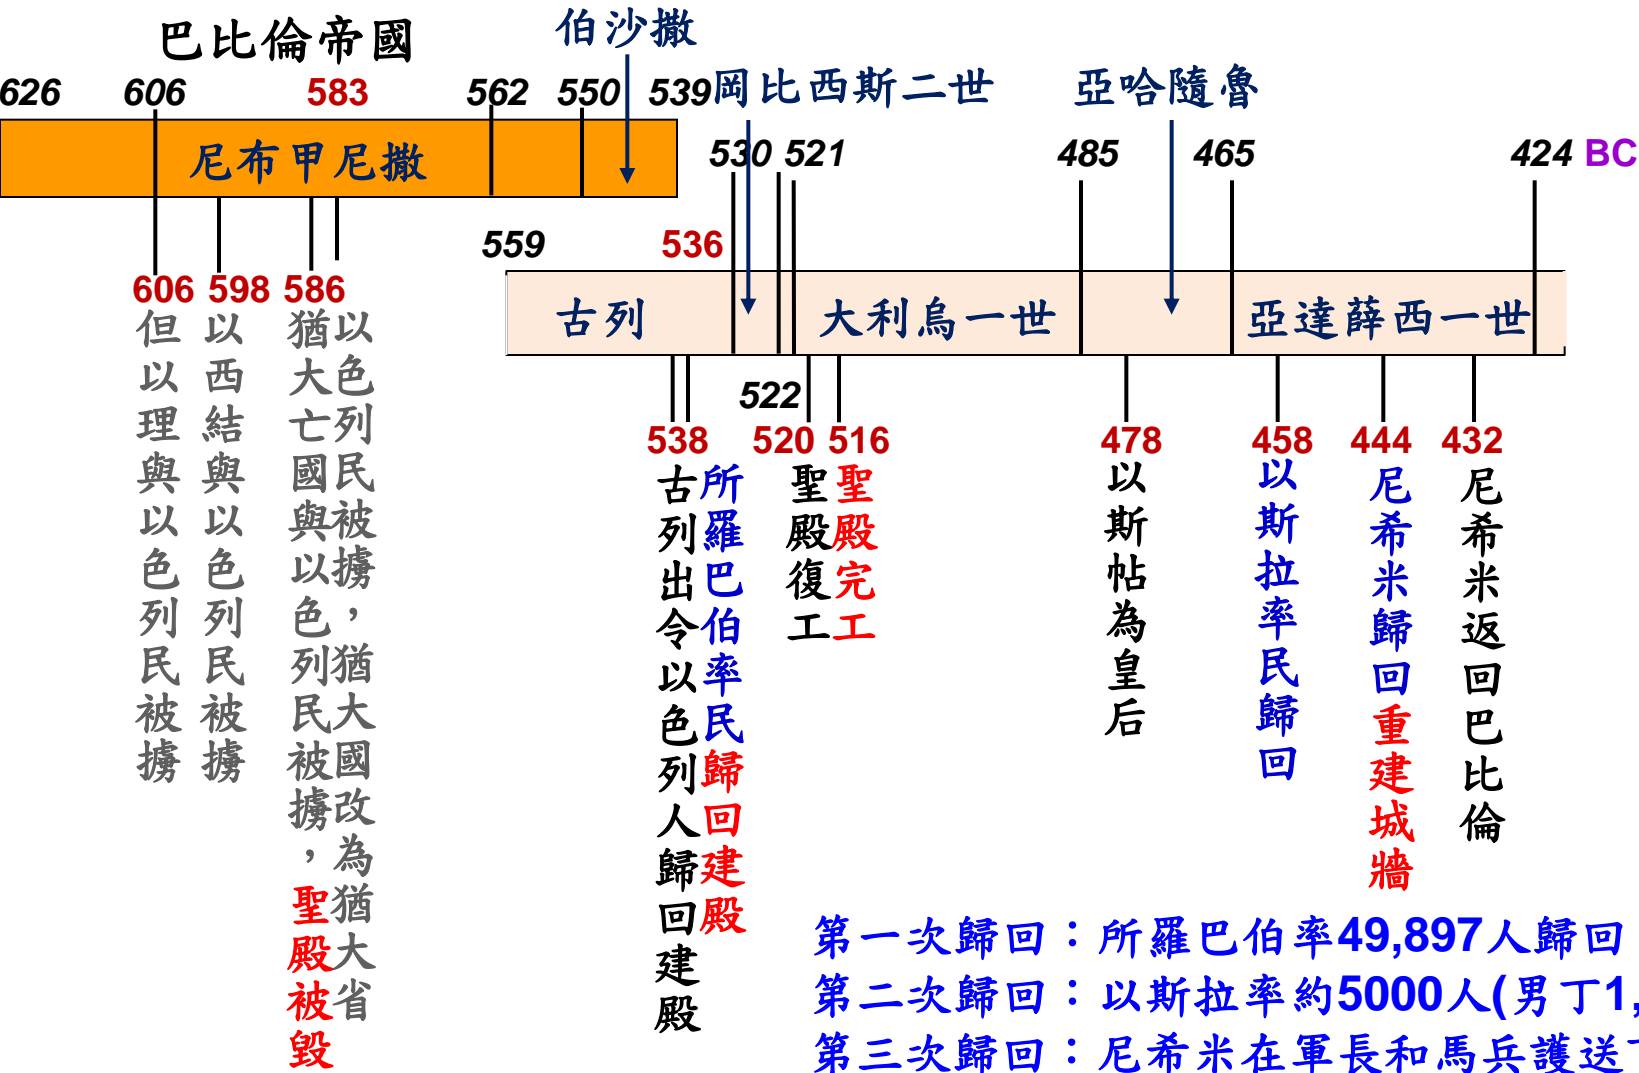 巴比倫帝國
伯沙撒
626 606 583 562 550 539
岡比西斯二世
亞哈隨魯
尼布甲尼撒
530 521 485 465 424 BC
559 536
古列
大利烏一世
亞達薛西一世
606 598 586
但以理與以色列民被擄
以西結與以色列民被擄
猶大亡國與以色列民被擄，聖殿被毀
以色列民被擄，猶大國改為猶大省
522
538 520 516 478 458 444 432
古列出令以色列人歸回建殿
所羅巴伯率民歸回建殿
聖殿復工
聖殿完工
以斯帖為皇后
以斯拉率民歸回
尼希米歸回重建城牆
尼希米返回巴比倫
第一次歸回：所羅巴伯率49,897人歸回
第二次歸回：以斯拉率約5000人(男丁1,
第三次歸回：尼希米在軍長和馬兵護送